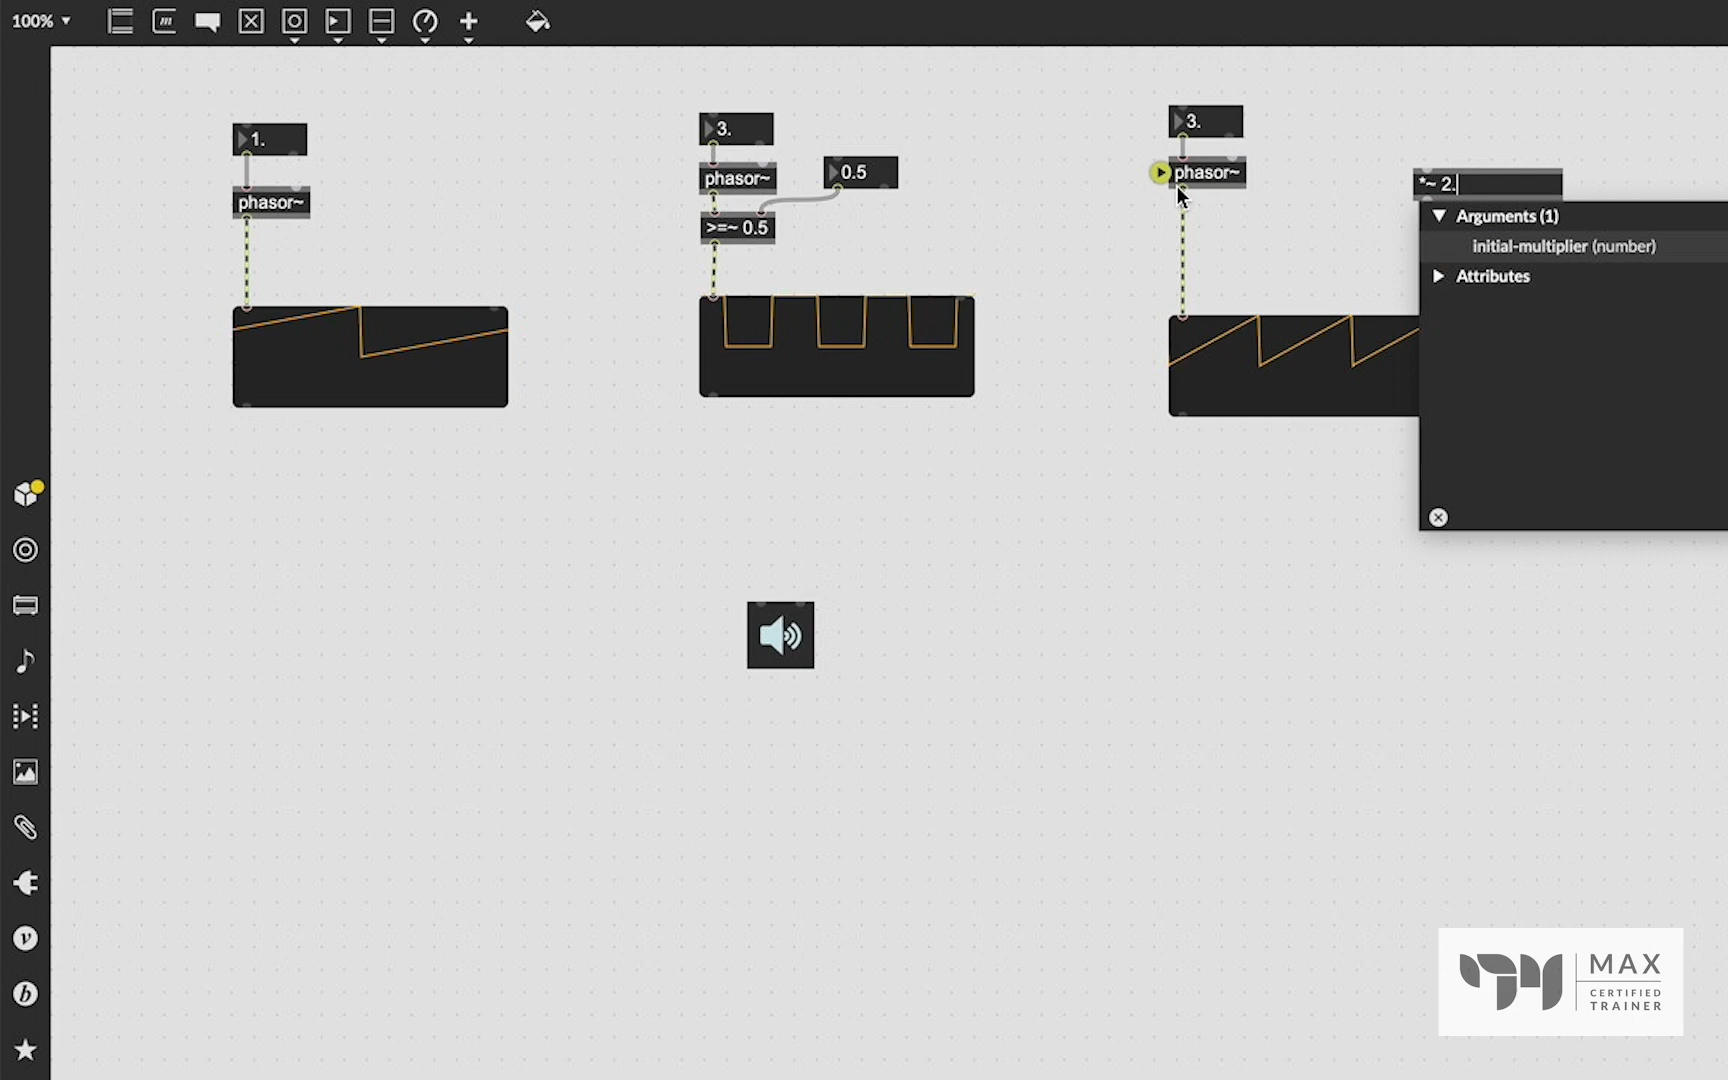 100%
m
1.
phasor~
3.
phasor~
0.5
>=~ 0.5
3.
phasor~
*~ 2.
Arguments (1)
initial-multiplier (number)
Attributes
v
b
MAX
CERTIFIED
TRAINER